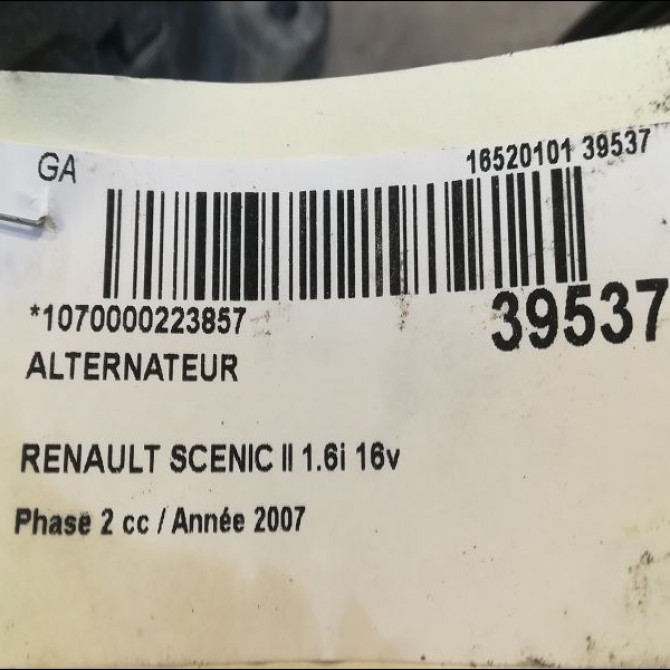 GA
16520101 39537
*1070000223857
39537
ALTERNATEUR
RENAULT SCENIC II 1.6i 16v
Phase 2 cc / Année 2007